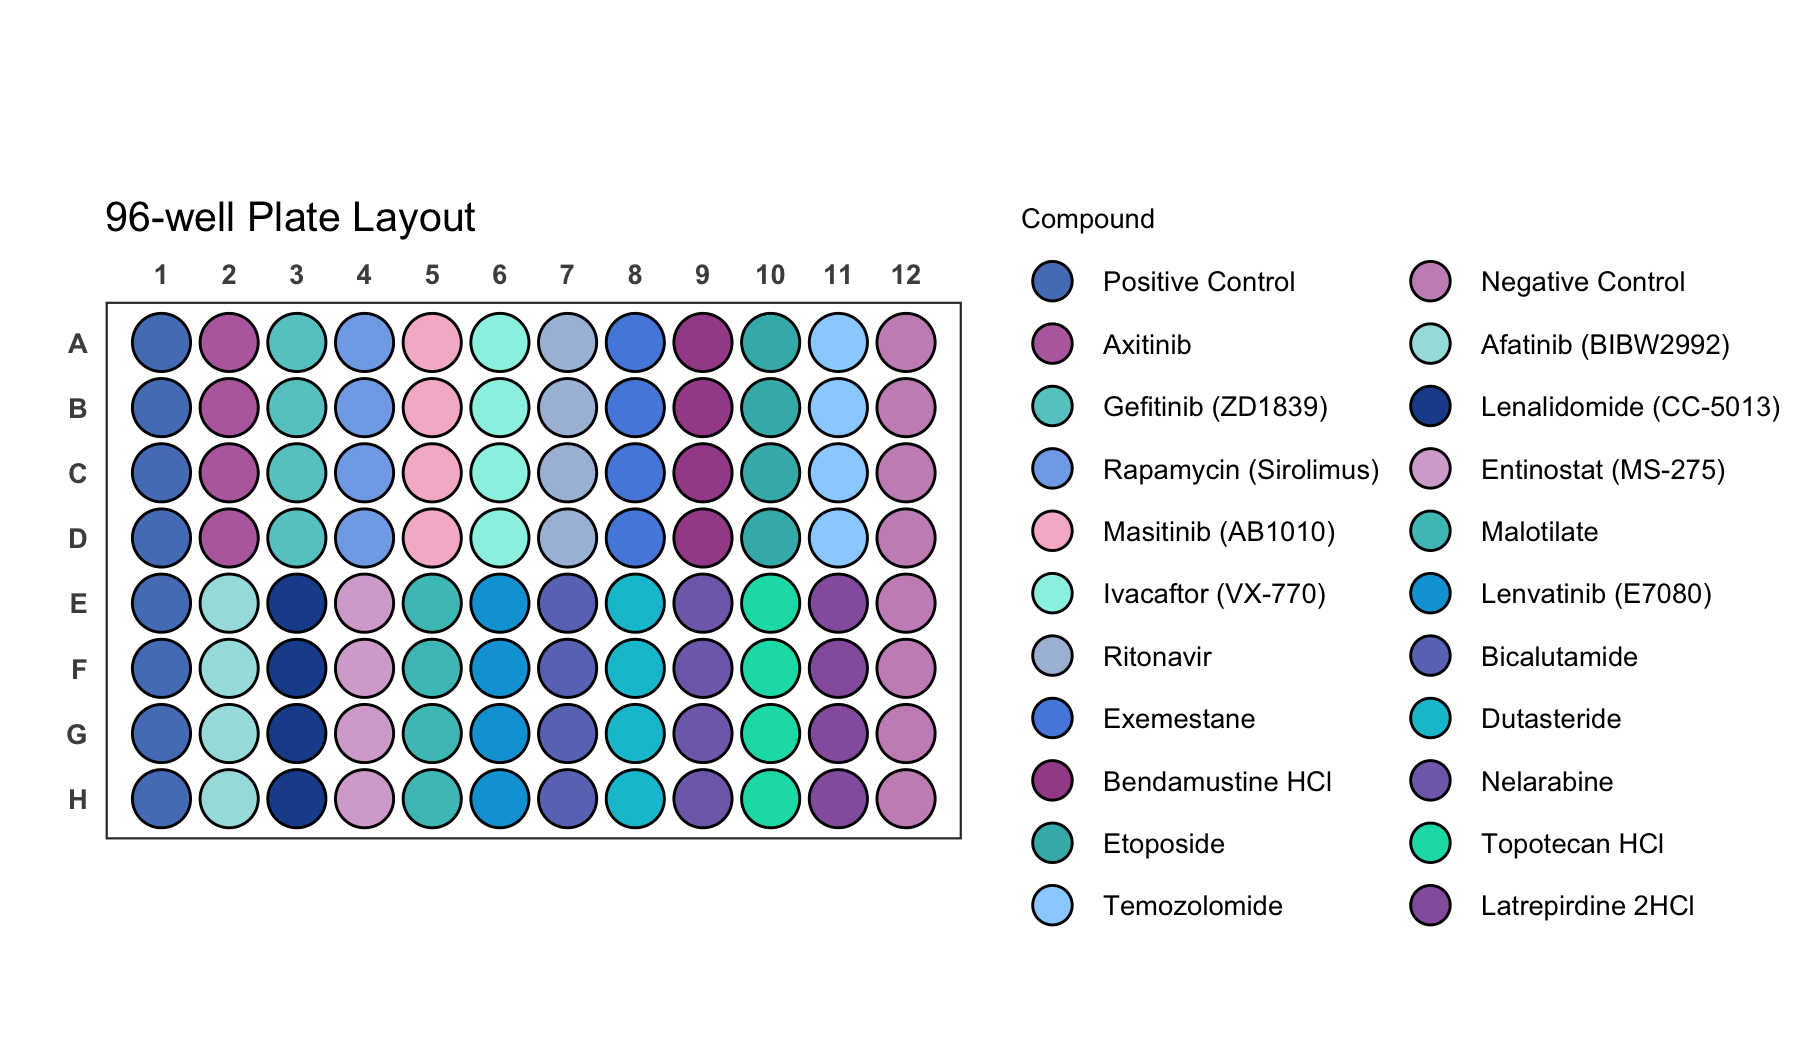 96-well Plate Layout
1 2 3 4 5 6 7 8 9 10 11 12
A
B
C
D
E
F
G
H
Compound
Positive Control
Axitinib
Gefitinib (ZD1839)
Rapamycin (Sirolimus)
Masitinib (AB1010)
Ivacaftor (VX-770)
Ritonavir
Exemestane
Bendamustine HCl
Etoposide
Temozolomide
Negative Control
Afatinib (BIBW2992)
Lenalidomide (CC-5013)
Entinostat (MS-275)
Malotilate
Lenvatinib (E7080)
Bicalutamide
Dutasteride
Nelarabine
Topotecan HCl
Latrepirdine 2HCl